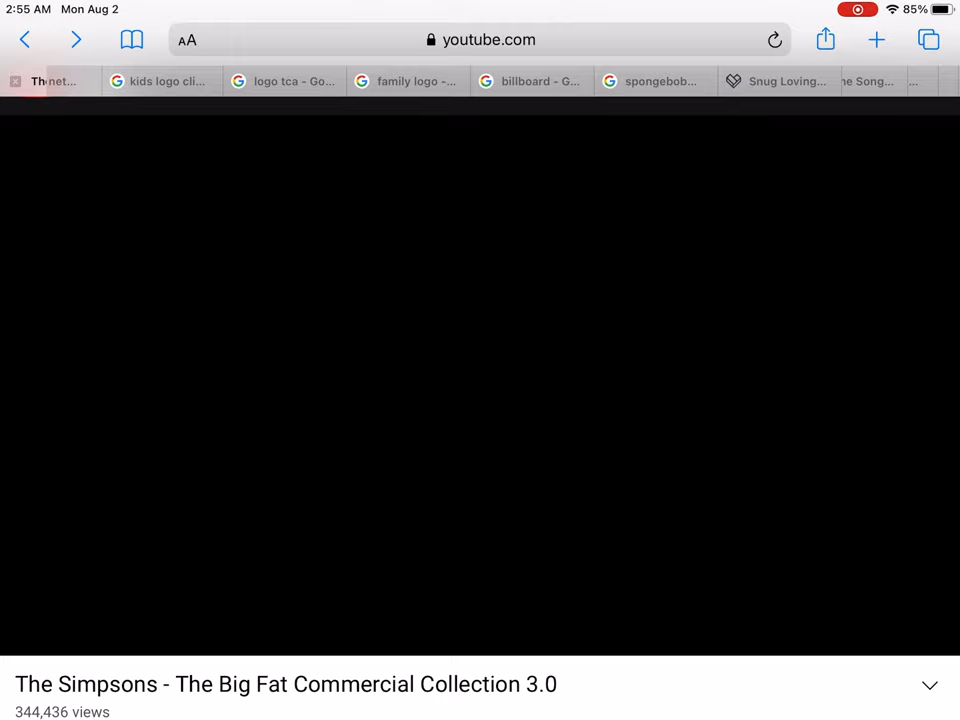 2:55 AM Mon Aug 2
85%
AA
youtube.com
kids logo cli...
logo tca - Go...
family logo -...
billboard - G...
spongebob...
Snug Loving...
The Simpsons - The Big Fat Commercial Collection 3.0
344,436 views